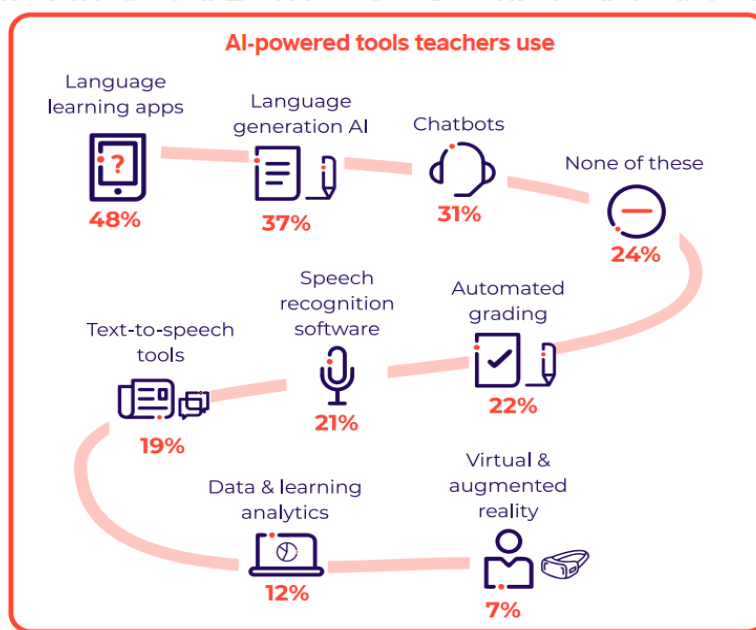 AI-powered tools teachers use
Language
learning apps
?
48%
Language
generation AI
37%
Chatbots
31%
None of these
24%
Automated
grading
22%
Speech
recognition
software
21%
Text-to-speech
tools
19%
Data & learning
analytics
12%
Virtual &
augmented
reality
7%